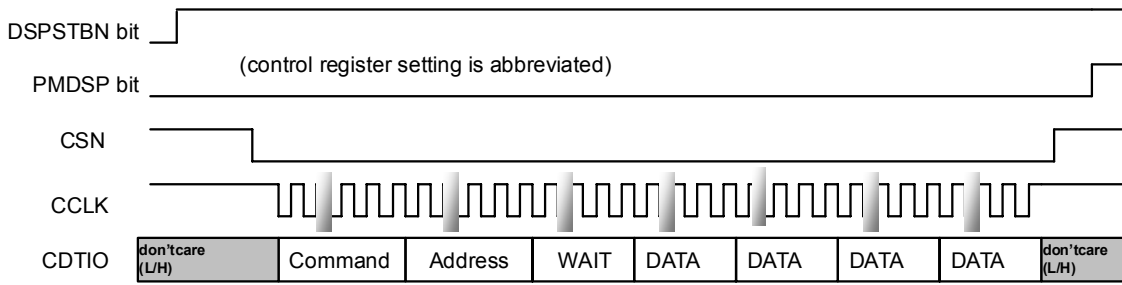 DSPSTBN bit
(control register setting is abbreviated)
PMDSP bit
CSN
CCLK
CDTIO
don'tcare
(L/H)
Command
Address
WAIT
DATA
DATA
DATA
DATA
don'tcare
(L/H)